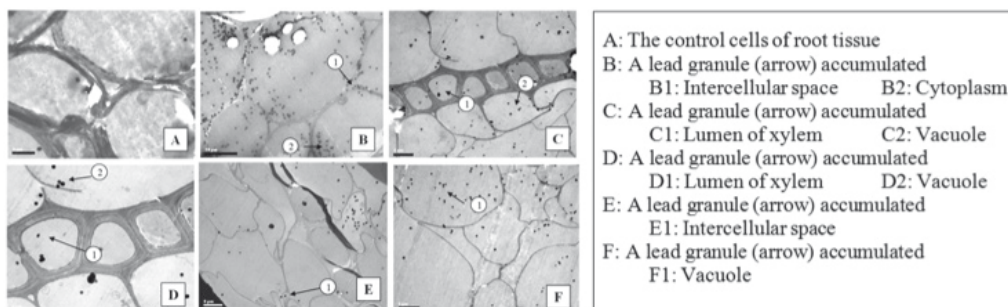 A
1
2
B
1
2
C
2
1
D
1
E
1
F
A: The control cells of root tissue
B: A lead granule (arrow) accumulated
B1: Intercellular space B2: Cytoplasm
C: A lead granule (arrow) accumulated
C1: Lumen of xylem C2: Vacuole
D: A lead granule (arrow) accumulated
D1: Lumen of xylem D2: Vacuole
E: A lead granule (arrow) accumulated
E1: Intercellular space
F: A lead granule (arrow) accumulated
F1: Vacuole